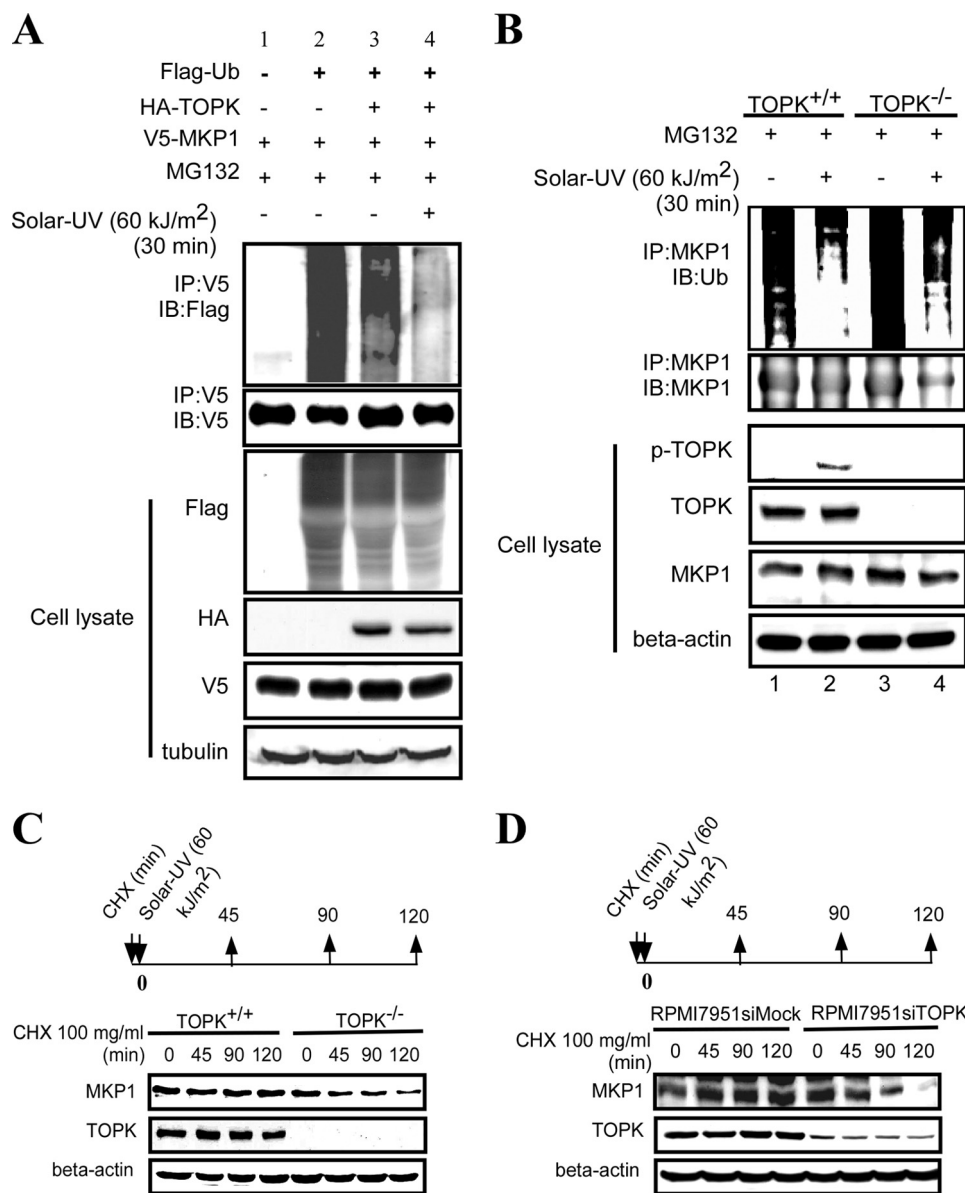 A
1 2 3 4
Flag-Ub - + + +
HA-TOPK - - + +
V5-MKP1 + + + +
MG132 + + + +
Solar-UV (60 kJ/m2) - - - +
(30 min)
IP:V5
IB:Flag
IP:V5
IB:V5
Flag
Cell lysate
HA
V5
tubulin
B
TOPK+/+ TOPK-/-
MG132 + + + +
Solar-UV (60 kJ/m2) - + - +
(30 min)
IP:MKP1
IB:Ub
IP:MKP1
IB:MKP1
p-TOPK
TOPK
Cell lysate
MKP1
beta-actin
1 2 3 4
C
CHX (min)
Solar-UV (60
kJ/m2)
45 90 120
0
TOPK+/+ TOPK-/-
CHX 100 mg/ml
(min) 0 45 90 120 0 45 90 120
MKP1
TOPK
beta-actin
D
CHX (min)
Solar-UV (60
kJ/m2)
45 90 120
0
RPMI7951siMock RPMI7951siTOPK
CHX 100 mg/ml
(min) 0 45 90 120 0 45 90 120
MKP1
TOPK
beta-actin